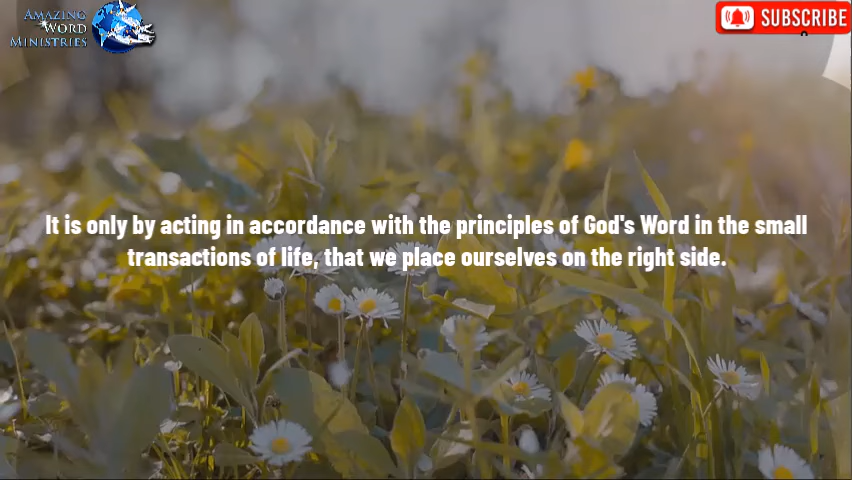 AMAZING
WORD
MINISTRIES
SUBSCRIBE
It is only by acting in accordance with the principles of God's Word in the small
transactions of life, that we place ourselves on the right side.